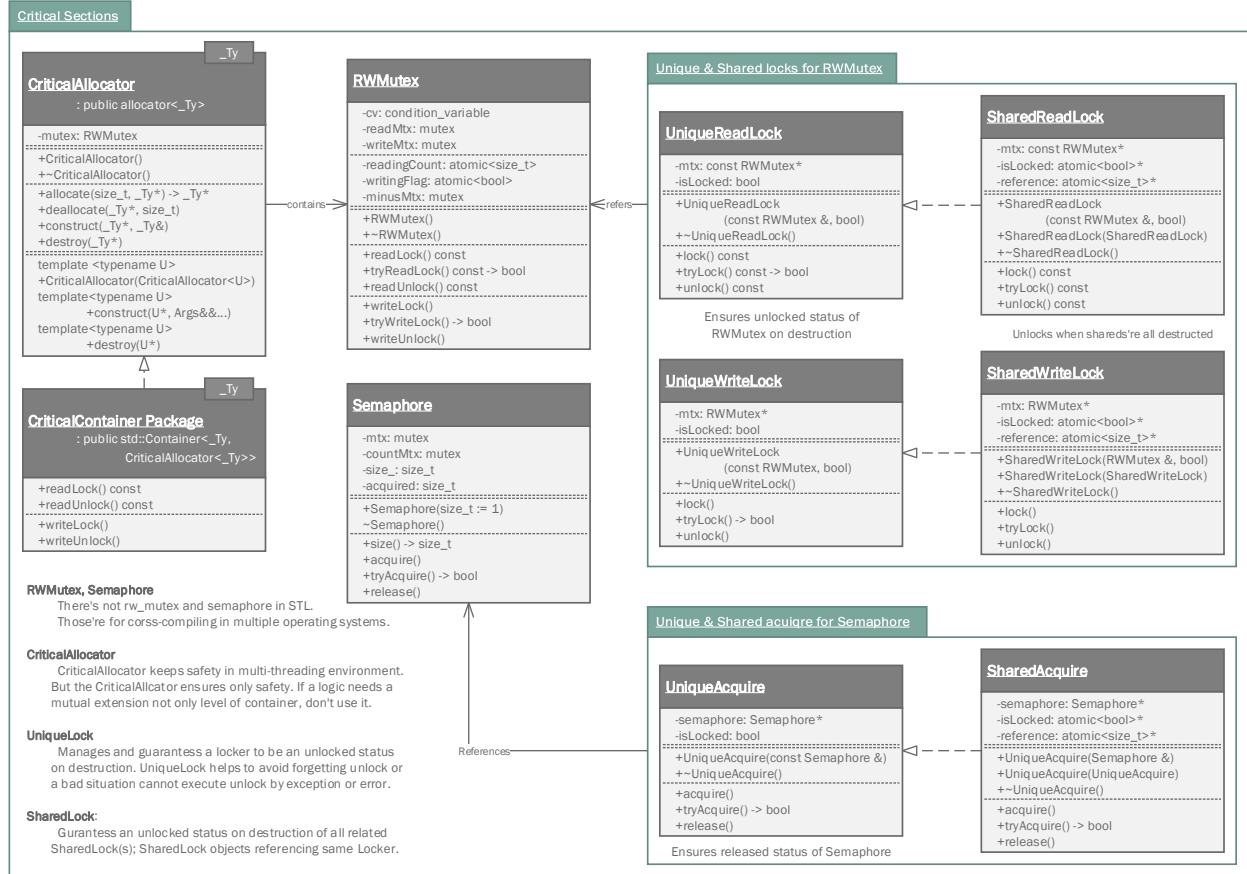 Critical Sections
_Ty
CriticalAllocator
: public allocator<_Ty>
-mutex: RWMutex
+CriticalAllocator()
+~CriticalAllocator()
+allocate(size_t, _Ty*) -> _Ty*
+deallocate(_Ty*, size_t)
+construct(_Ty*, _Ty&)
+destroy(_Ty*)
template <typename U>
+CriticalAllocator(CriticalAllocator<U>)
template<typename U>
+construct(U*, Args&&...)
template<typename U>
+destroy(U*)
_Ty
CriticalContainer Package
: public std::Container<_Ty,
CriticalAllocator<_Ty>>
+readLock() const
+readUnlock() const
+writeLock()
+writeUnlock()
contains
RWMutex
-cv: condition_variable
-readMtx: mutex
-writeMtx: mutex
-readingCount: atomic<size_t>
-writingFlag: atomic<bool>
-minusMtx: mutex
+RWMutex()
+~RWMutex()
+readLock() const
+tryReadLock() const -> bool
+readUnlock const
+writeLock()
+tryWriteLock() -> bool
+writeUnlock()
Semaphore
-mtx: mutex
-countMtx: mutex
-size_: size_t
-acquired: size_t
+Semaphore(size_t := 1)
~Semaphore()
+size() -> size_t
+acquire()
+tryAcquire() -> bool
+release()
refers
Unique & Shared locks for RWMutex
UniqueReadLock
-mtx: const RWMutex*
-isLocked: bool
+UniqueReadLock
(const RWMutex &, bool)
+~UniqueReadLock()
+lock() const
+tryLock() const -> bool
+unlock() const
Ensures unlocked status of
RWMutex on destruction
SharedReadLock
-mtx: const RWMutex*
-isLocked: atomic<bool>*
-reference: atomic<size_t>*
+SharedReadLock
(const RWMutex &, bool)
+SharedReadLock(SharedReadLock)
+~SharedReadLock()
+lock() const
+tryLock() const
+unlock() const
Unlocks when shareds're all destructed
UniqueWriteLock
-mtx: RWMutex*
-isLocked: bool
+UniqueWriteLock
(const RWMutex, bool)
+~UniqueWriteLock()
+lock()
+tryLock() -> bool
+unlock()
SharedWriteLock
-mtx: RWMutex*
-isLocked: atomic<bool>*
-reference: atomic<size_t>*
+SharedWriteLock(RWMutex &, bool)
+SharedWriteLock(SharedWriteLock)
+~SharedWriteLock()
+lock()
+tryLock()
+unlock()
RWMutex, Semaphore
There's not rw_mutex and semaphore in STL.
Those're for corss-compiling in multiple operating systems.
CriticalAllocator
CriticalAllocator keeps safety in multi-threading environment.
But the CriticalAllcator ensures only safety. If a logic needs a
mutual extension not only level of container, don't use it.
UniqueLock
Manages and guarantess a locker to be an unlocked status
on destruction. UniqueLock helps to avoid forgetting unlock or
a bad situation cannot execute unlock by exception or error.
SharedLock:
Gurantess an unlocked status on destruction of all related
SharedLock(s); SharedLock objects referencing same Locker.
References
Unique & Shared acuiqre for Semaphore
UniqueAcquire
-semaphore: Semaphore*
-isLocked: bool
+UniqueAcquire(const Semaphore &)
+~UniqueAcquire()
+acquire()
+tryAcquire() -> bool
+release()
Ensures released status of Semaphore
SharedAcquire
-semaphore: Semaphore*
-isLocked: atomic<bool>*
-reference: atomic<size_t>*
+UniqueAcquire(Semaphore &)
+UniqueAcquire(UniqueAcquire)
+~UniqueAcquire()
+acquire()
+tryAcquire() -> bool
+release()